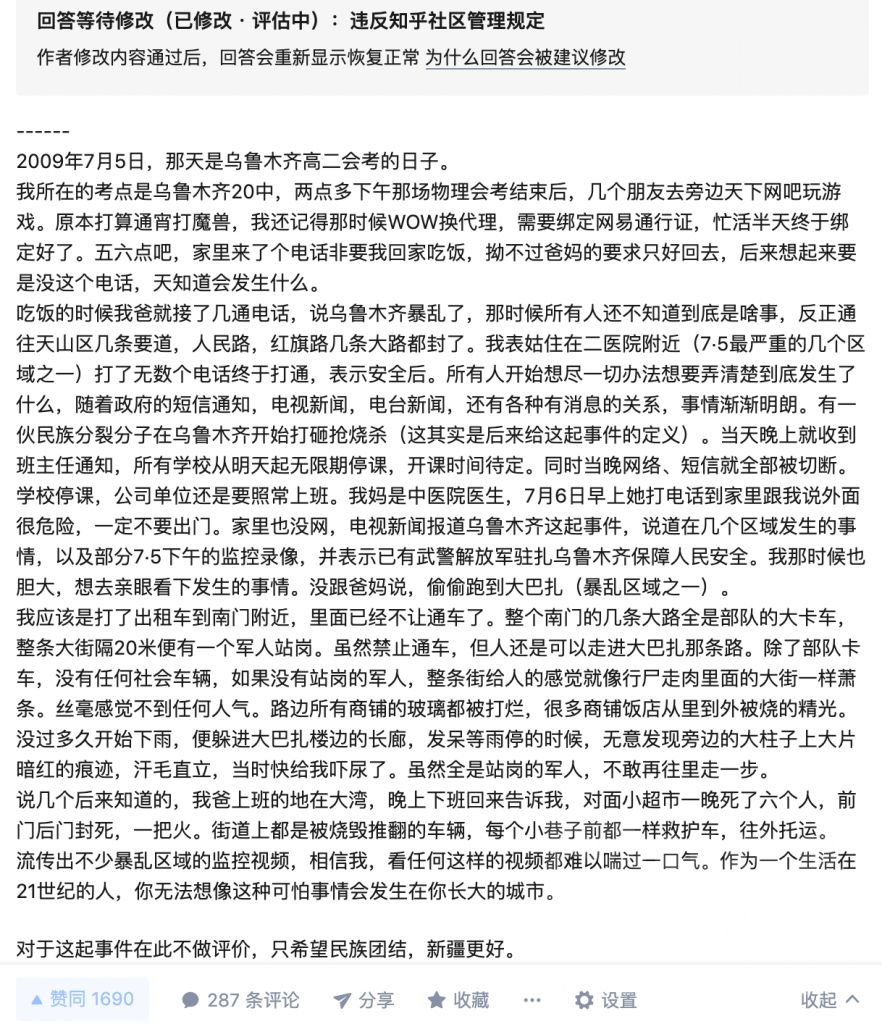 回答等待修改（已修改 · 评估中）：违反知乎社区管理规定
作者修改内容通过后，回答会重新显示恢复正常 为什么回答会被建议修改
------
2009年7月5日，那天是乌鲁木齐高二会考的日子。
我所在的考点是乌鲁木齐20中，两点多下午那场物理会考结束后，几个朋友去旁边天下网吧玩游
戏。原本打算通宵打魔兽，我还记得那时候WOW换代理，需要绑定网易通行证，忙活半天终于绑
定好了。五六点吧，家里来了个电话非要我回家吃饭，拗不过爸妈的要求只好回去，后来想起来要
是没这个电话，天知道会发生什么。
吃饭的时候我爸就接了几通电话，说乌鲁木齐暴乱了，那时候所有人还不知道到底是啥事，反正通
往天山区几条要道，人民路，红旗路几条大路都封了。我表姑住在二医院附近（7·5最严重的几个区
域之一）打了无数个电话终于打通，表示安全后。所有人开始想尽一切办法想要弄清楚到底发生了
什么，随着政府的短信通知，电视新闻，电台新闻，还有各种有消息的关系，事情渐渐明朗。有一
伙民族分裂分子在乌鲁木齐开始打砸抢烧杀（这其实是后来给这起事件的定义）。当天晚上就收到
班主任通知，所有学校从明天起无限期停课，开课时间待定。同时当晚网络、短信就全部被切断。
学校停课，公司单位还是要照常上班。我妈是中医院医生，7月6日早上她打电话到家里跟我说外面
很危险，一定不要出门。家里也没网，电视新闻报道乌鲁木齐这起事件，说道在几个区域发生的事
情，以及部分7·5下午的监控录像，并表示已有武警解放军驻扎乌鲁木齐保障人民安全。我那时候也
胆大，想去亲眼看下发生的事情。没跟爸妈说，偷偷跑到大巴扎（暴乱区域之一）。
我应该是打了出租车到南门附近，里面已经不让通车了。整个南门的几条大路全是部队的大卡车，
整条大街隔20米便有一个军人站岗。虽然禁止通车，但人还是可以走进大巴扎那条路。除了部队卡
车，没有任何社会车辆，如果没有站岗的军人，整条街给人的感觉就像行尸走肉里面的大街一样萧
条。丝毫感觉不到任何人气。路边所有商铺的玻璃都被打烂，很多商铺饭店从里到外被烧的精光。
没过多久开始下雨，便躲进大巴扎楼边的长廊，发呆等雨停的时候，无意发现旁边的大柱子上大片
暗红的痕迹，汗毛直立，当时快给我吓尿了。虽然全是站岗的军人，不敢再往里走一步。
说几个后来知道的，我爸上班的地在大湾，晚上下班回来告诉我，对面小超市一晚死了六个人，前
门后门封死，一把火。街道上都是被烧毁推翻的车辆，每个小巷子前都一样救护车，往外托运。
流传出不少暴乱区域的监控视频，相信我，看任何这样的视频都难以喘过一口气。作为一个生活在
21世纪的人，你无法想像这种可怕事情会发生在你长大的城市。
对于这起事件在此不做评价，只希望民族团结，新疆更好。
▲ 赞同 1690 287 条评论 分享 收藏 ··· 设置 收起